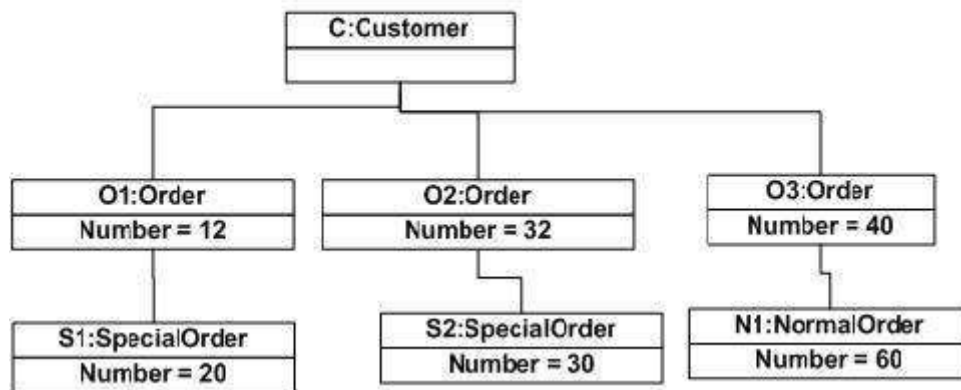 C:Customer
O1:Order
Number = 12
O2:Order
Number = 32
O3:Order
Number = 40
S1:SpecialOrder
Number = 20
S2:SpecialOrder
Number = 30
N1:NormalOrder
Number = 60